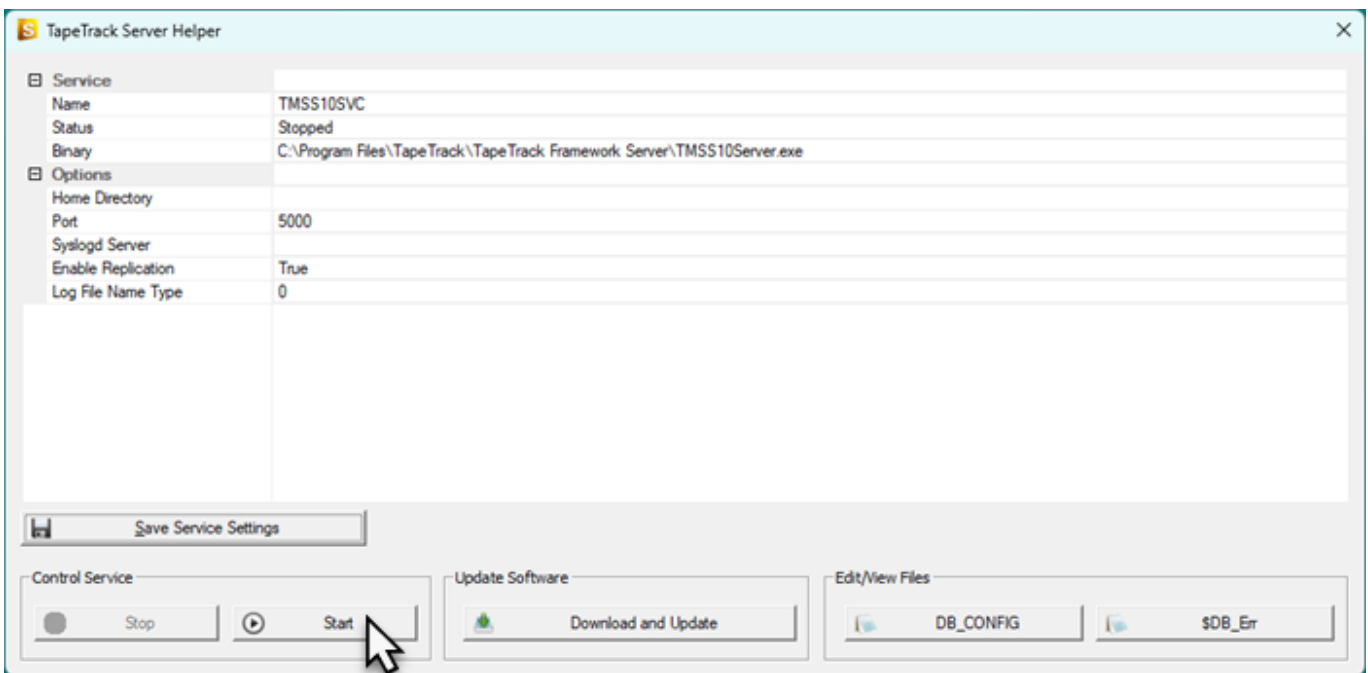 TapeTrack Server Helper
Service
Name TMSS10SVC
Status Stopped
Binary C:\Program Files\TapeTrack\TapeTrack Framework Server\TMSS10Server.exe
Options
Home Directory
Port 5000
Syslogd Server
Enable Replication True
Log File Name Type 0
Save Service Settings
Control Service Update Software Edit/View Files
Stop Start Download and Update DB_CONFIG $DB_Err